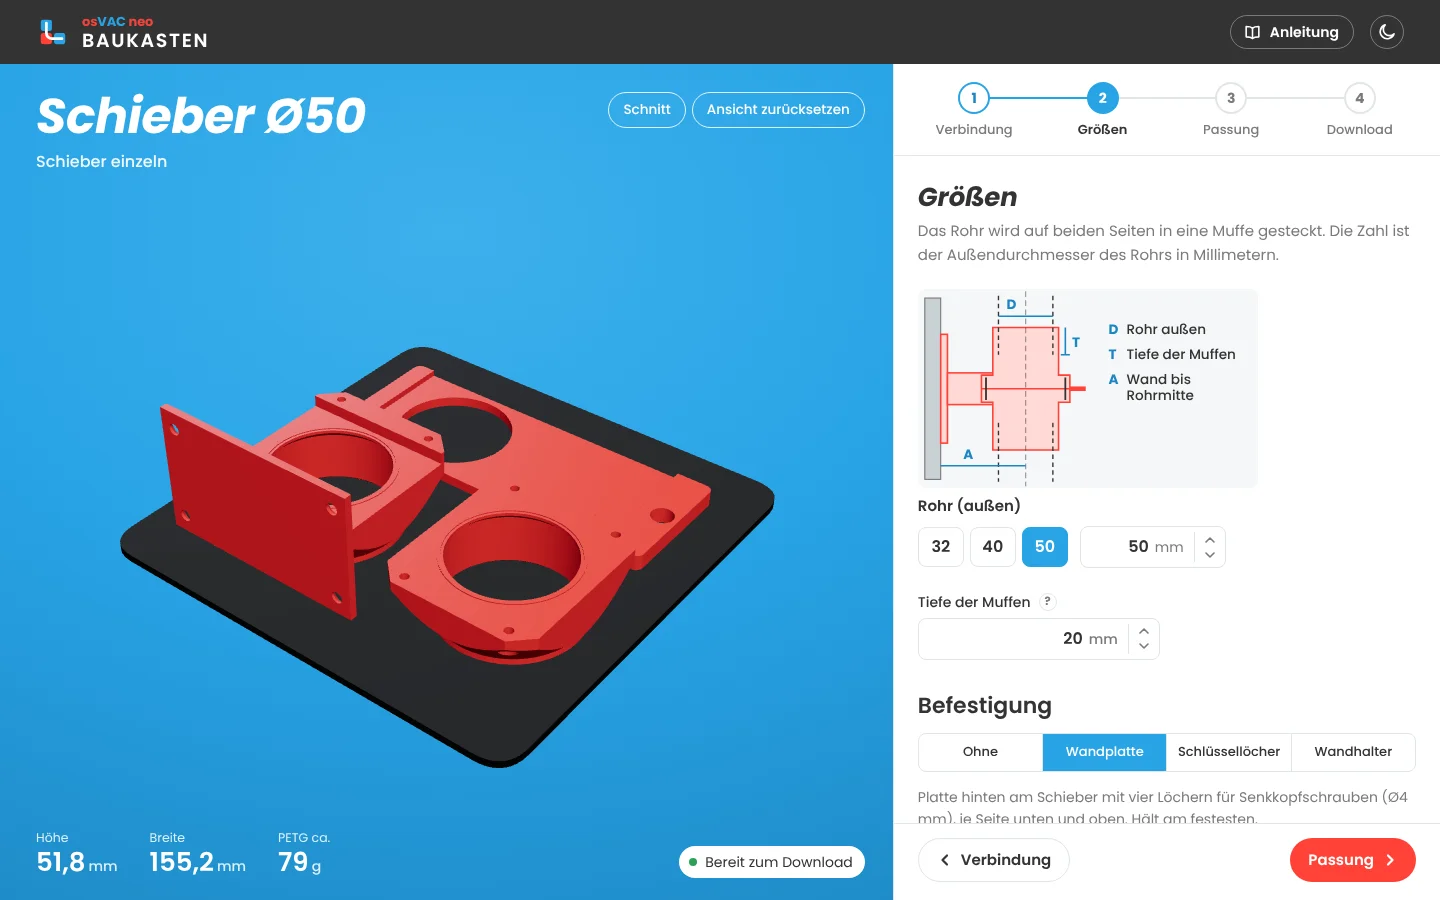 osVAC neo
BAUKASTEN
Anleitung
Schieber Ø50
Schieber einzeln
Schnitt
Ansicht zurücksetzen
Höhe
51,8 mm
Breite
155,2 mm
PETG ca.
79 g
Bereit zum Download
1
2
3
4
Verbindung
Größen
Passung
Download
Größen
Das Rohr wird auf beiden Seiten in eine Muffe gesteckt. Die Zahl ist
der Außendurchmesser des Rohrs in Millimetern.
D
T
A
D Rohr außen
T Tiefe der Muffen
A Wand bis
Rohrmitte
Rohr (außen)
32
40
50
50 mm
Tiefe der Muffen ?
20 mm
Befestigung
Ohne
Wandplatte
Schlüssellöcher
Wandhalter
Platte hinten am Schieber mit vier Löchern für Senkkopfschrauben (Ø4
mm), je Seite unten und oben. Hält am festesten.
Verbindung
Passung